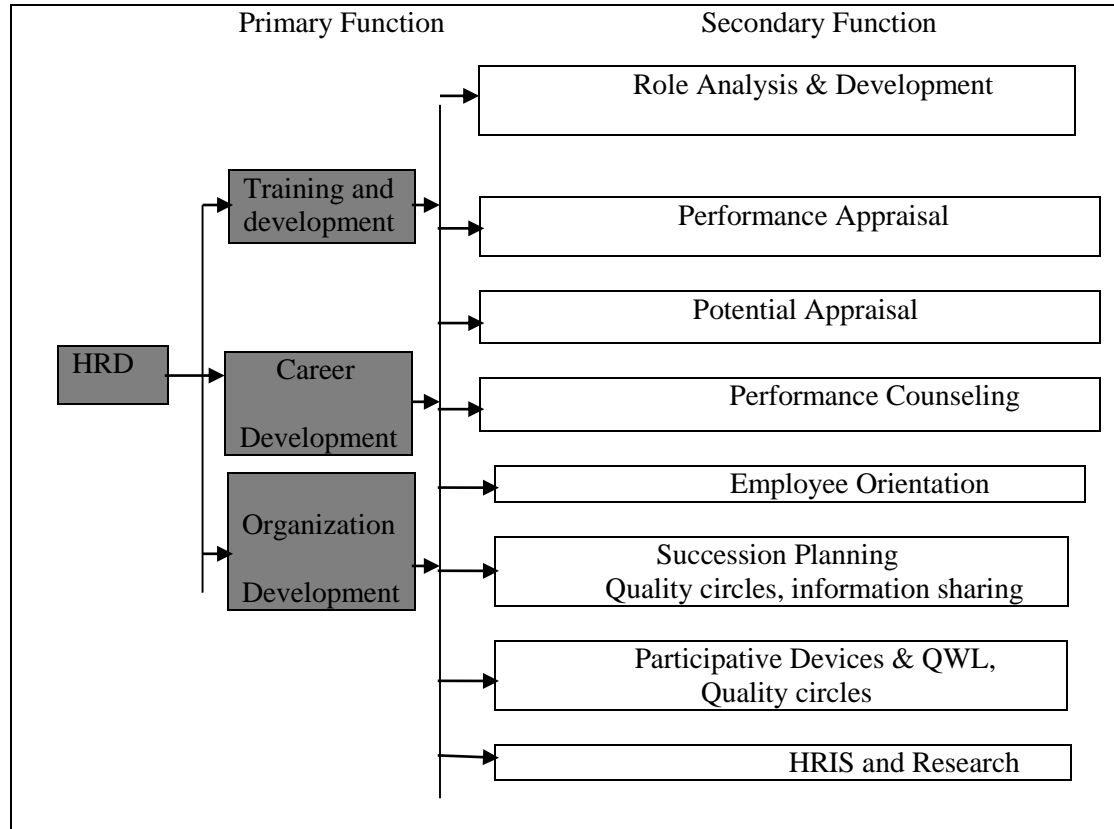 Primary Function
Secondary Function
Role Analysis & Development
Training and
development
Performance Appraisal
Potential Appraisal
HRD
Career
Development
Performance Counseling
Employee Orientation
Organization
Development
Succession Planning
Quality circles, information sharing
Participative Devices & QWL,
Quality circles
HRIS and Research